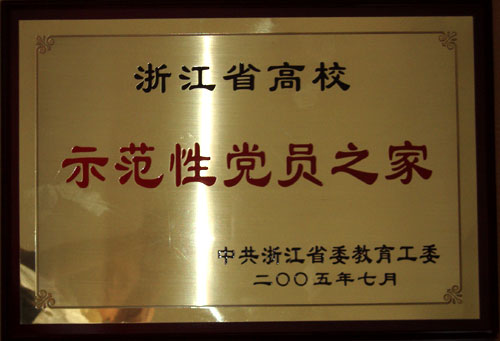 浙江省高校
示范性党员之家
中共浙江省委教育工委
二〇〇五年七月